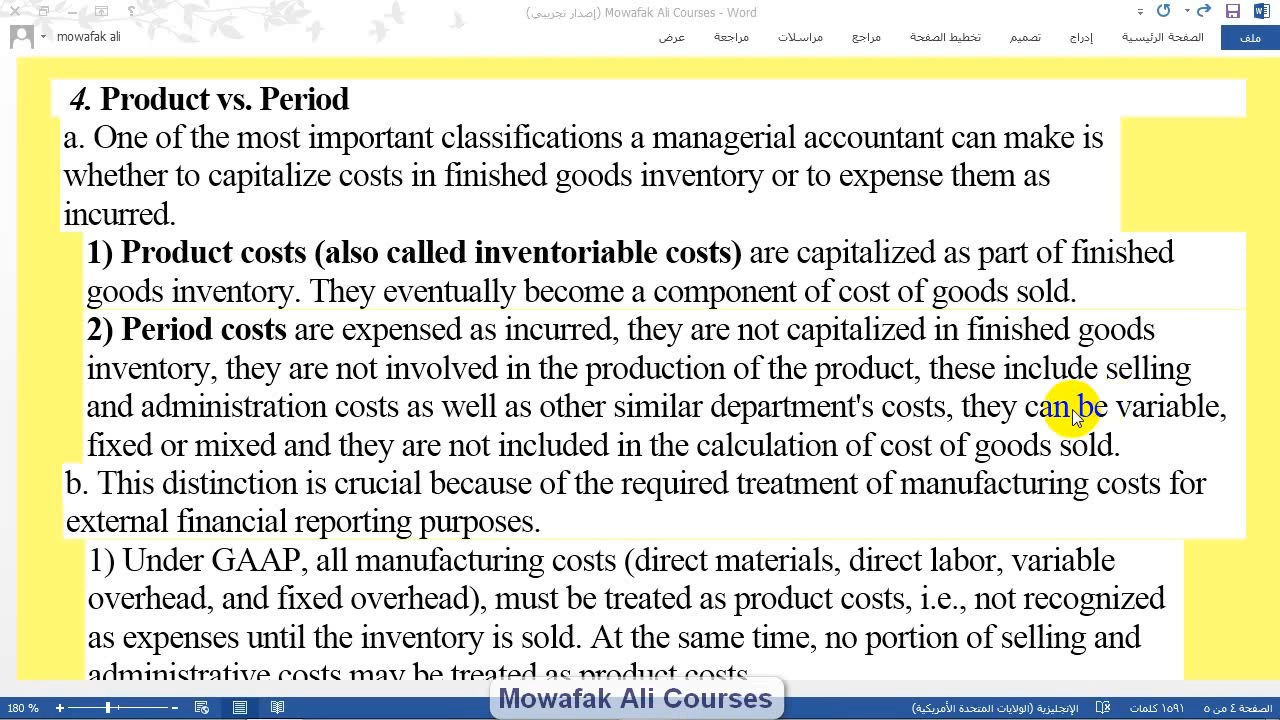 Mowafak Ali Courses - Word (إصدار تجريبي)
mowafak ali
ملف
الصفحة الرئيسية
إدراج
تصميم
تخطيط الصفحة
مراجع
مراسلات
مراجعة
عرض
4. Product vs. Period
a. One of the most important classifications a managerial accountant can make is
whether to capitalize costs in finished goods inventory or to expense them as
incurred.
1) Product costs (also called inventoriable costs) are capitalized as part of finished
goods inventory. They eventually become a component of cost of goods sold.
2) Period costs are expensed as incurred, they are not capitalized in finished goods
inventory, they are not involved in the production of the product, these include selling
and administration costs as well as other similar department's costs, they can be variable,
fixed or mixed and they are not included in the calculation of cost of goods sold.
b. This distinction is crucial because of the required treatment of manufacturing costs for
external financial reporting purposes.
1) Under GAAP, all manufacturing costs (direct materials, direct labor, variable
overhead, and fixed overhead), must be treated as product costs, i.e., not recognized
as expenses until the inventory is sold. At the same time, no portion of selling and
administrative costs may be treated as product costs
Mowafak Ali Courses
الصفحة ٤ من ٥
١٥٩١ كلمات
الإنجليزية (الولايات المتحدة الأمريكية)
180 %